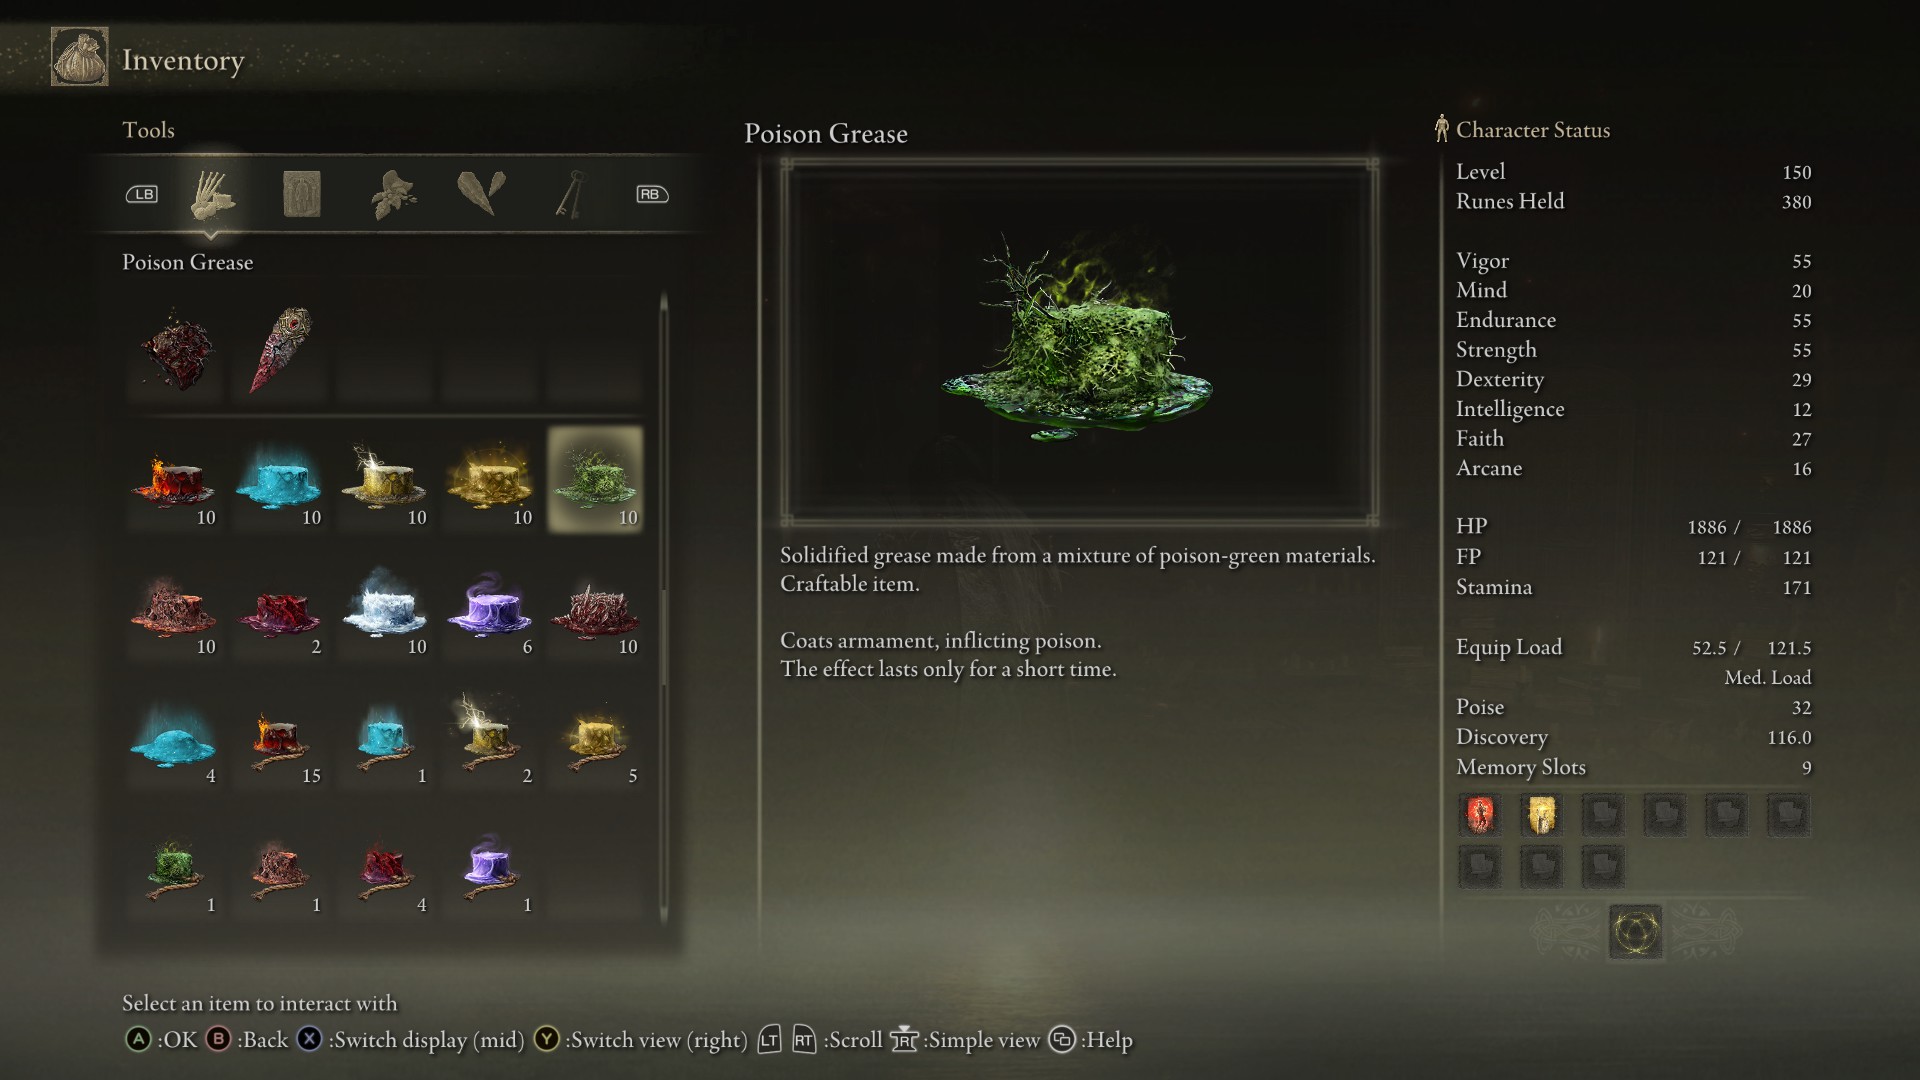 Inventory
Tools
LB
RB
Poison Grease
10 10 10 10 10
10 2 10 6 10
4 15 1 2 5
1 1 4 1
Poison Grease
Solidified grease made from a mixture of poison-green materials.
Craftable item.
Coats armament, inflicting poison.
The effect lasts only for a short time.
Character Status
Level 150
Runes Held 380
Vigor 55
Mind 20
Endurance 55
Strength 55
Dexterity 29
Intelligence 12
Faith 27
Arcane 16
HP 1886 / 1886
FP 121 / 121
Stamina 171
Equip Load 52.5 / 121.5
Med. Load
Poise 32
Discovery 116.0
Memory Slots 9
Select an item to interact with
A :OK B :Back X :Switch display (mid) Y :Switch view (right) LT RT :Scroll R :Simple view :Help